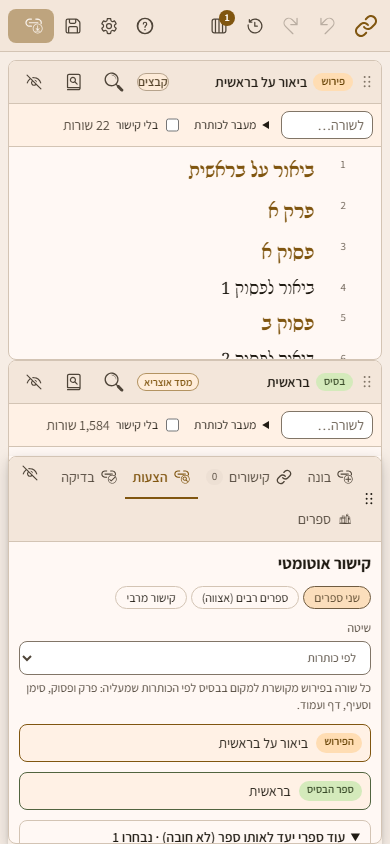 1
פירוש ביאור על בראשית קבצים
לשורה… מעבר לכותרת בלי קישור 22 שורות
1 ביאור על בראשית
2 פרק א
3 פסוק א
4 ביאור לפסוק 1
5 פסוק ב
6 ביאור לפסוק 2
בסיס בראשית מסד אוצריא
לשורה… מעבר לכותרת בלי קישור 1,584 שורות
בונה קישורים 0 הצעות בדיקה
ספרים
קישור אוטומטי
שני ספרים ספרים רבים (אצווה) קישור מרבי
שיטה
לפי כותרות
כל שורה בפירוש מקושרת למקום בבסיס לפי הכותרות שמעליה: פרק ופסוק, סימן
וסעיף, דף ועמוד.
הפירוש ביאור על בראשית
ספר הבסיס בראשית
עוד ספרי יעד לאותו ספר (לא חובה) · נבחרו 1